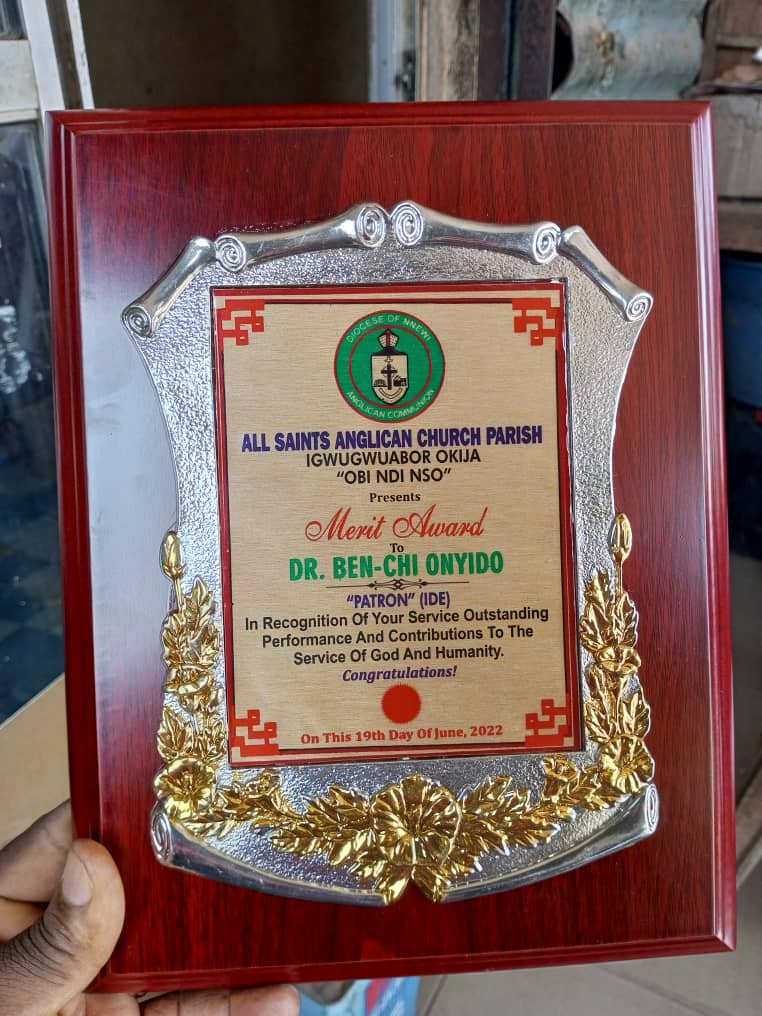 DIOCESE OF NNEWI
ANGLICAN COMMUNION
ALL SAINTS ANGLICAN CHURCH PARISH
IGWUGWUABOR OKIJA
"OBI NDI NSO"
Presents
Merit Award
To
DR. BEN-CHI ONYIDO
"PATRON" (IDE)
In Recognition Of Your Service Outstanding
Performance And Contributions To The
Service Of God And Humanity.
Congratulations!
On This 19th Day Of June, 2022